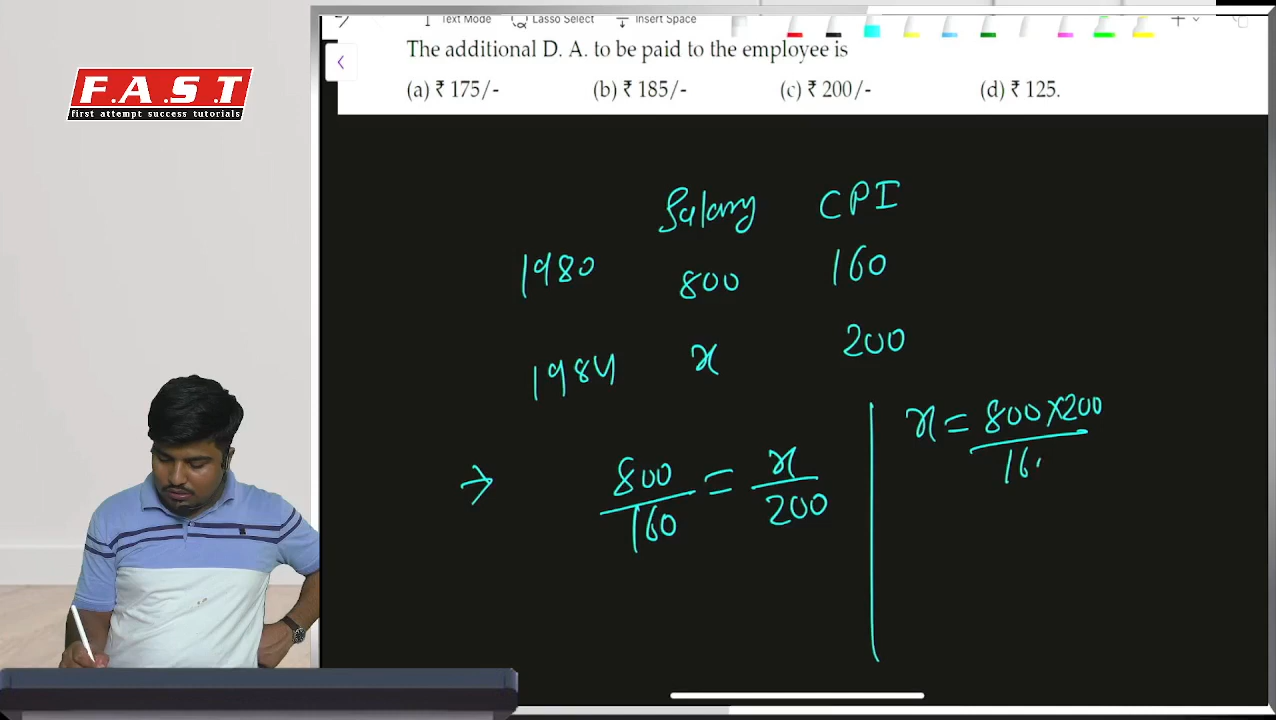 Text Mode Lasso Select Insert Space
F.A.S.T
first attempt success tutorials
The additional D. A. to be paid to the employee is
(a) ₹ 175/- (b) ₹ 185/- (c) ₹ 200/- (d) ₹ 125.
Salary CPI
1980 800 160
1984 x 200
→ 800/160 = x/200
x = 800×200/16